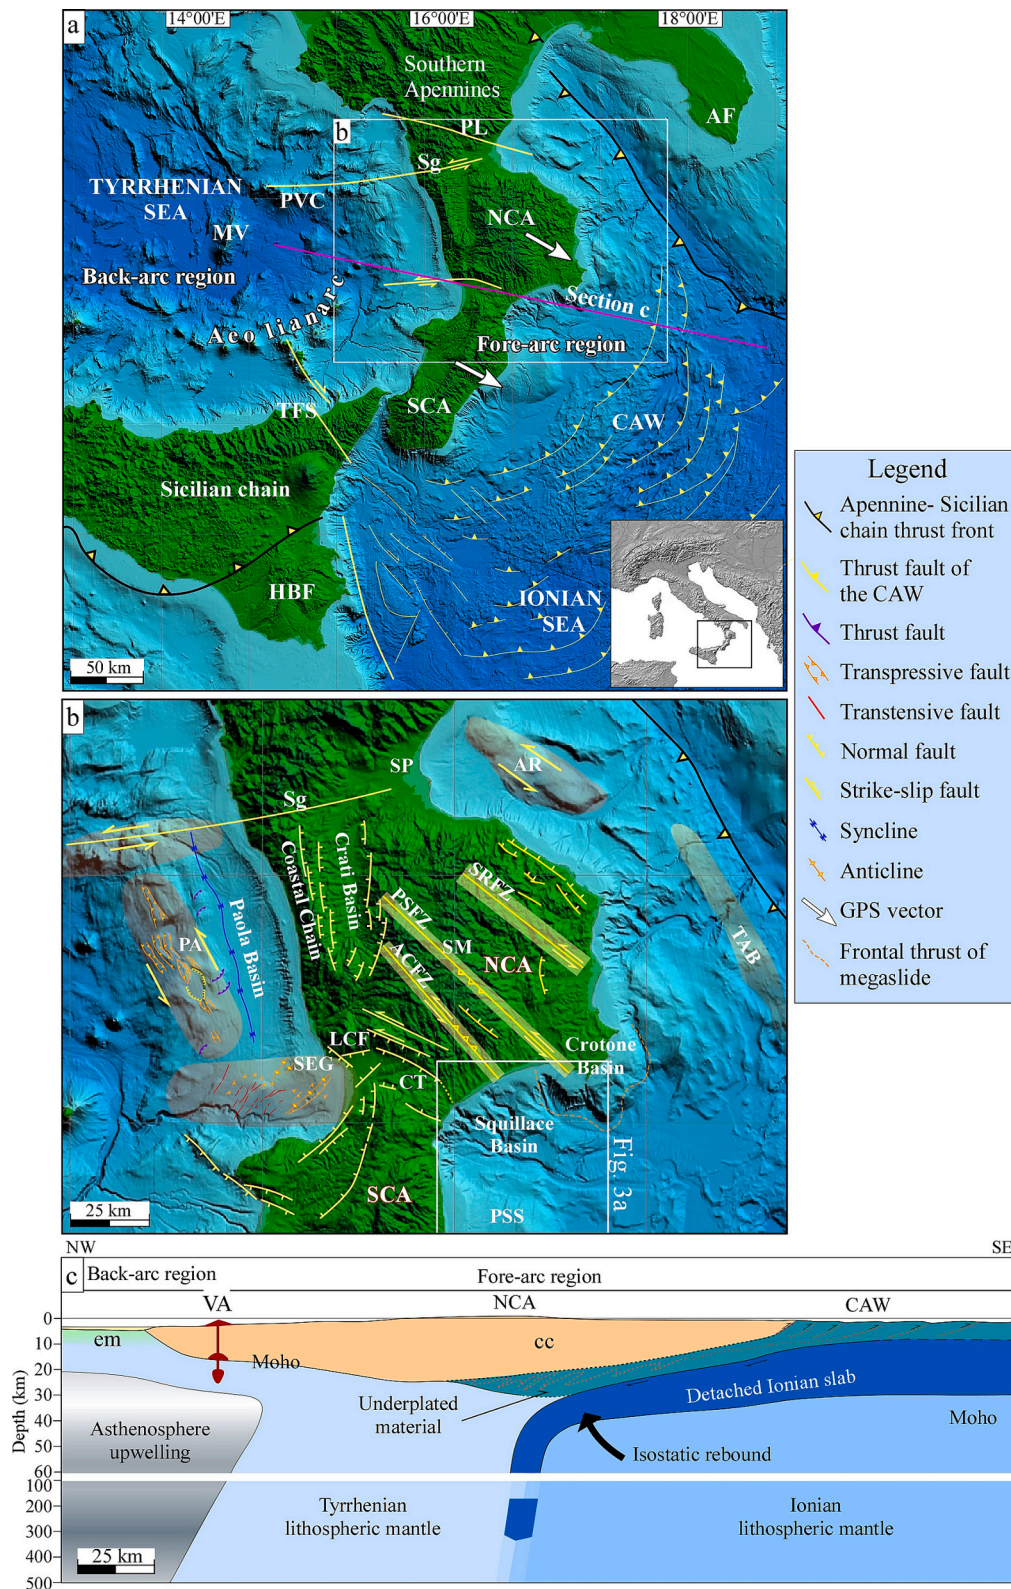 a
14°00'E
16°00'E
18°00'E
Southern
Apennines
AF
b
PL
Sg
TYRRHENIAN
SEA
PVC
NCA
MV
Back-arc region
Section c
Aeolian arc
Fore-arc region
SCA
TFS
CAW
Sicilian chain
HBF
IONIAN
SEA
50 km
Legend
Apennine- Sicilian
chain thrust front
Thrust fault of
the CAW
Thrust fault
Transpressive fault
Transtensive fault
Normal fault
Strike-slip fault
Syncline
Anticline
GPS vector
Frontal thrust of
megaslide
b
SP
AR
Sg
Coastal Chain
Crati Basin
PSFZ
SRFZ
SM
ACFZ
NCA
PA
Paola Basin
TAB
LCF
SEG
CT
Crotone
Basin
Squillace
Basin
Fig. 3a
SCA
PSS
25 km
NW
SE
c
Back-arc region
Fore-arc region
VA
NCA
CAW
0
10
20
30
40
50
60
100
200
300
400
500
Depth (km)
em
Moho
cc
Underplated
material
Detached Ionian slab
Moho
Asthenosphere
upwelling
Isostatic rebound
Tyrrhenian
lithospheric mantle
Ionian
lithospheric mantle
25 km